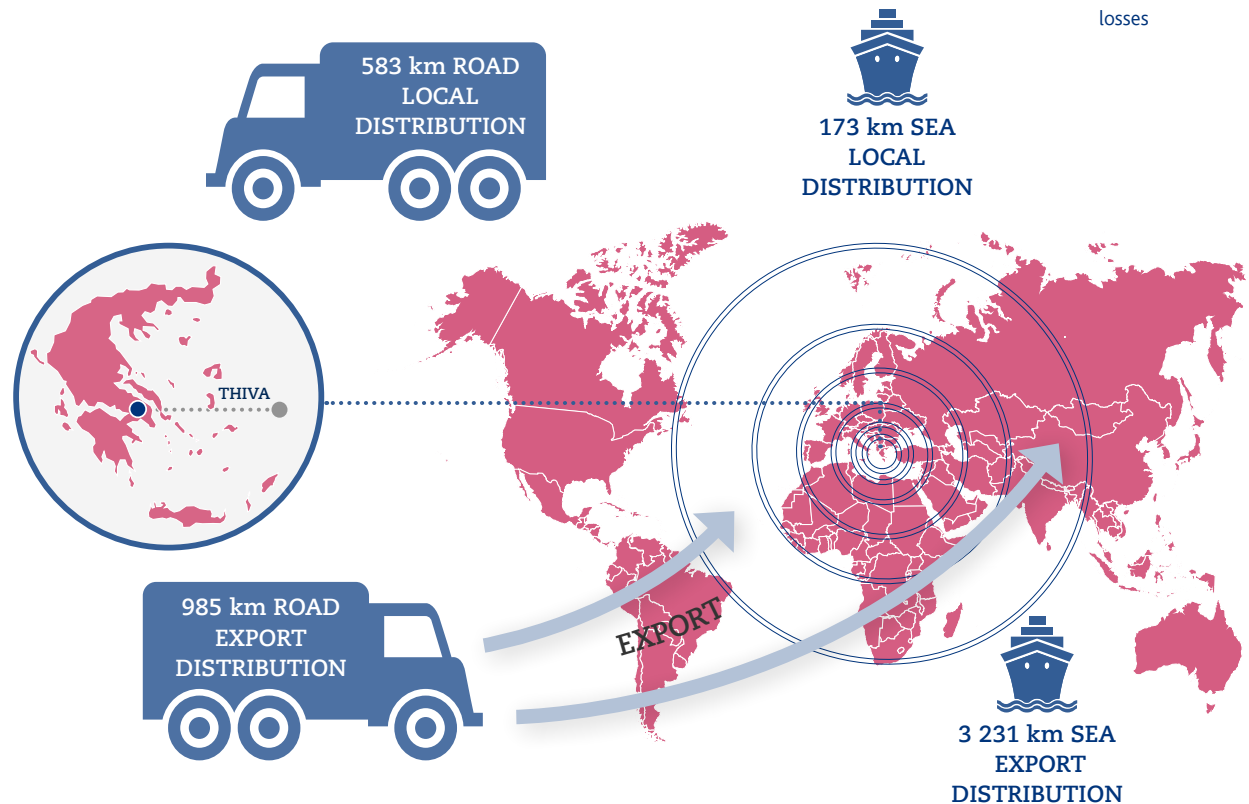 losses
583 km ROAD
LOCAL
DISTRIBUTION
173 km SEA
LOCAL
DISTRIBUTION
THIVA
985 km ROAD
EXPORT
DISTRIBUTION
EXPORT
3 231 km SEA
EXPORT
DISTRIBUTION